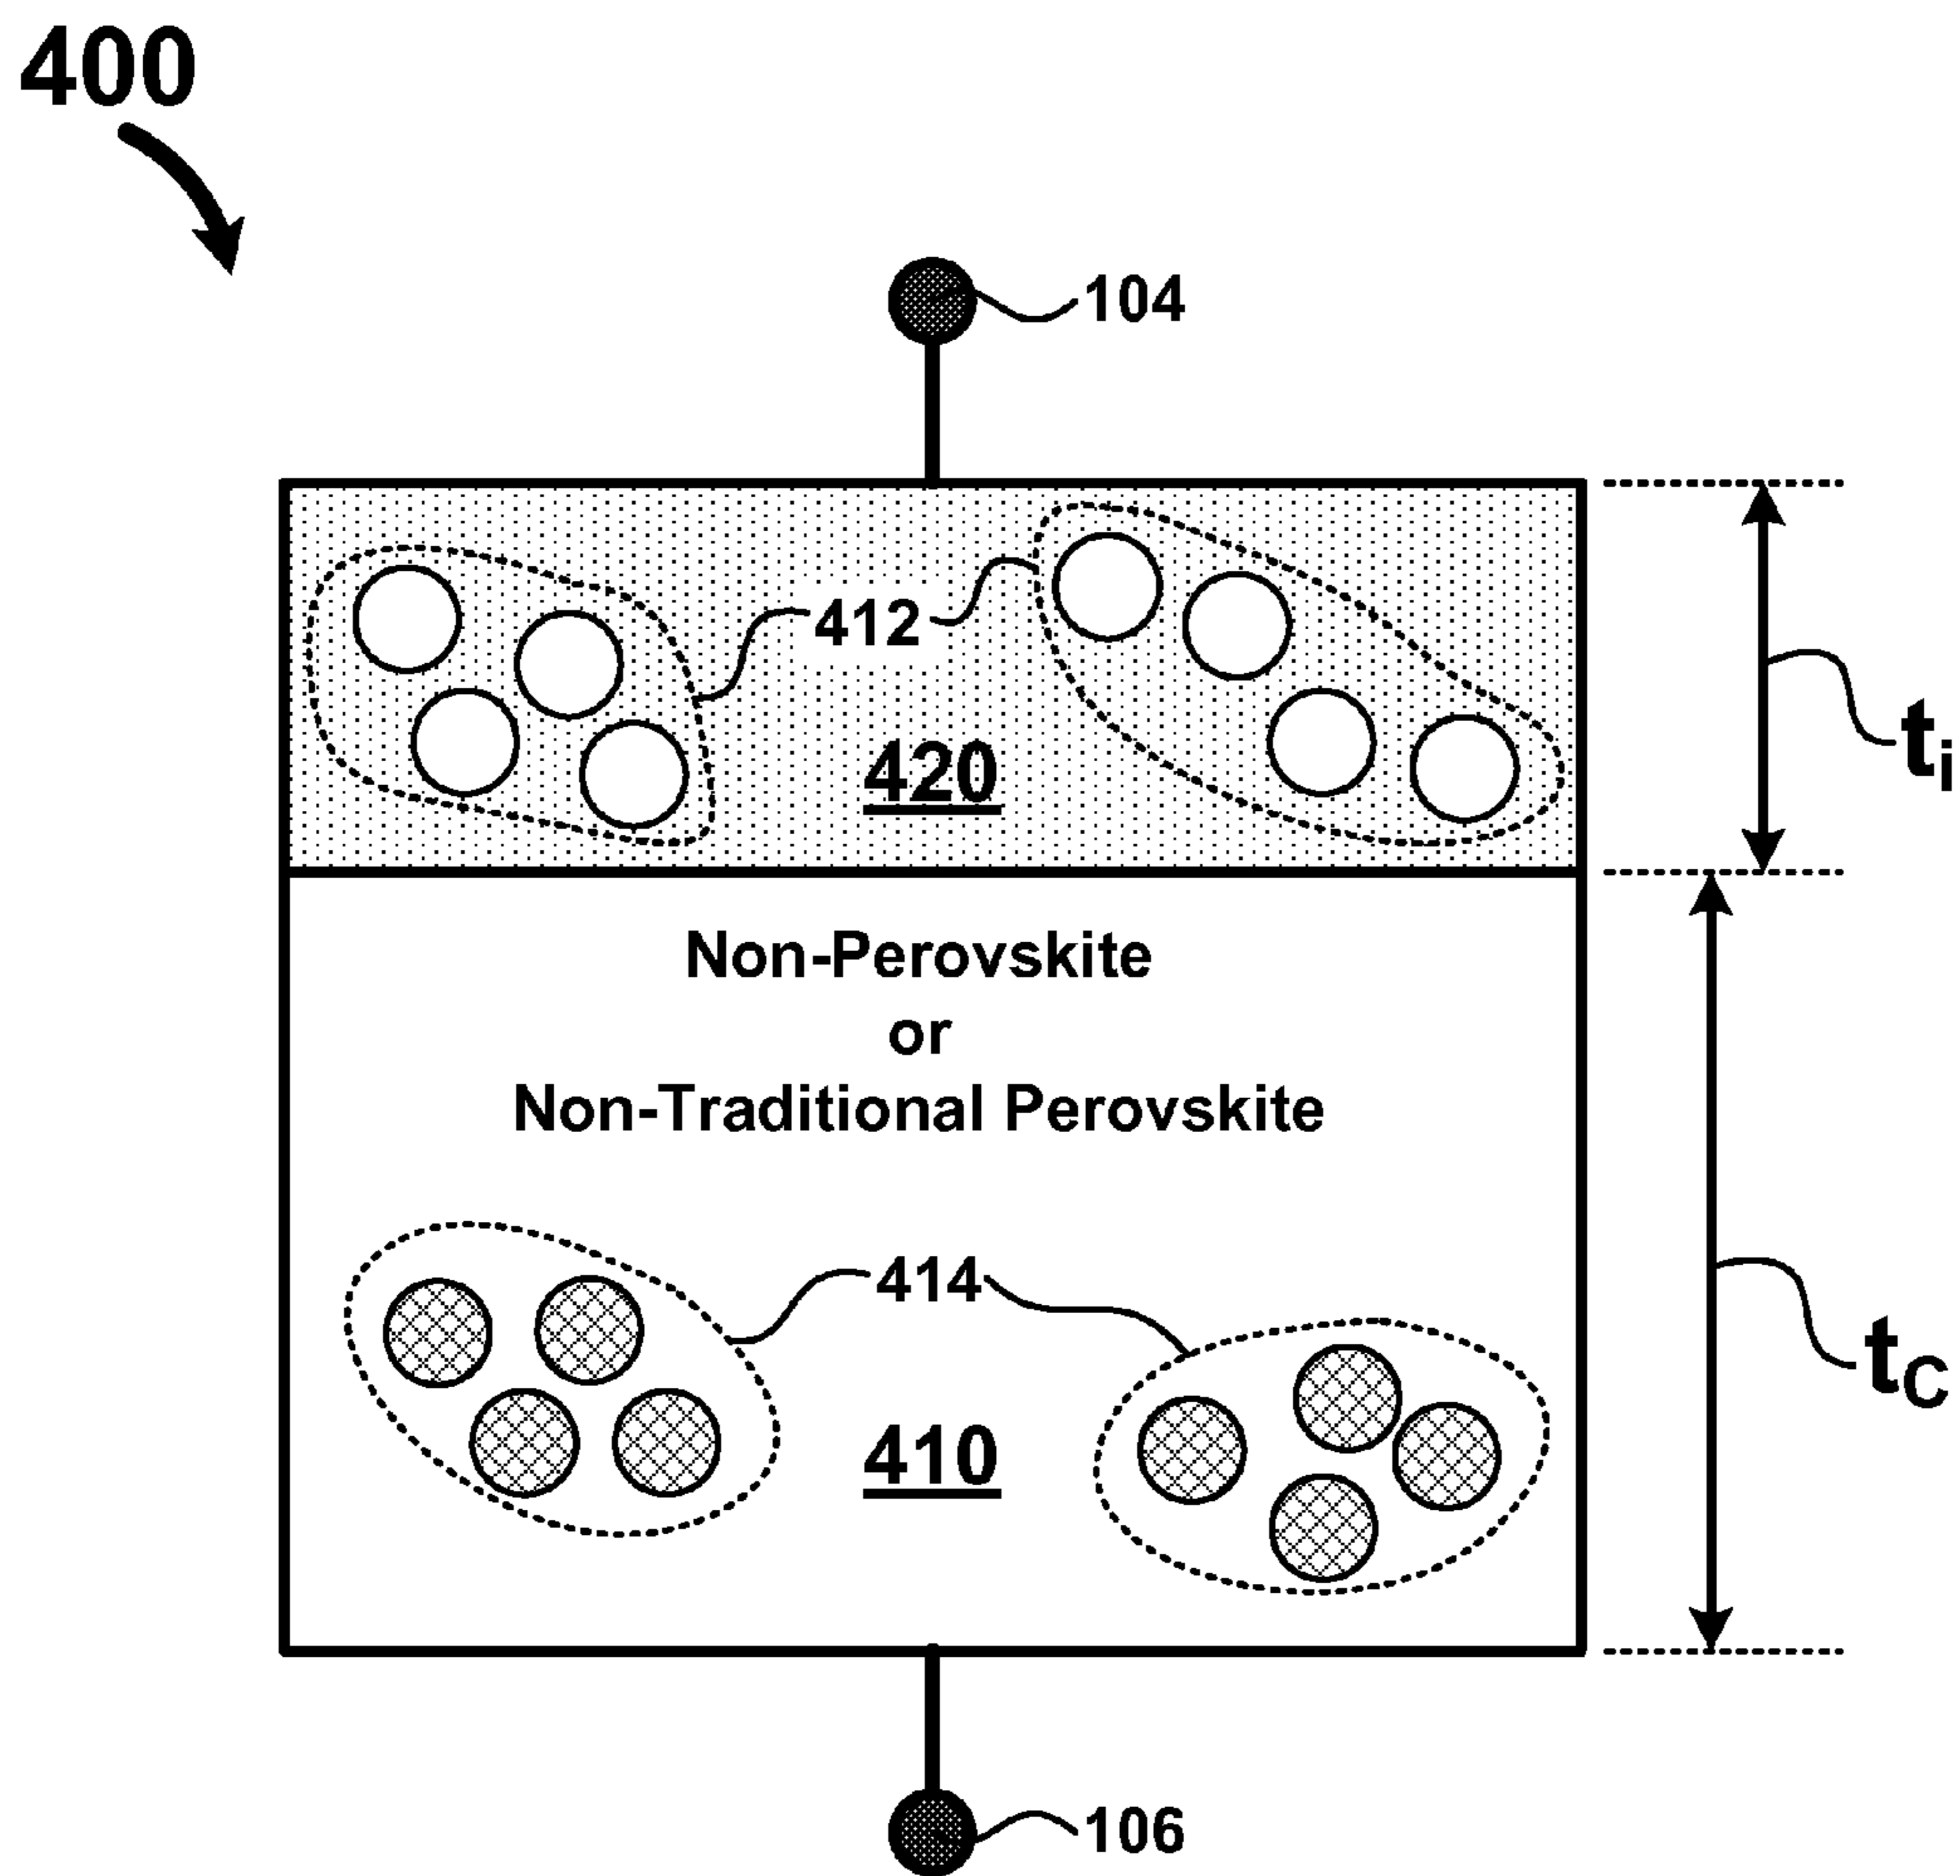 400
104
412
420
ti
Non-Perovskite
or
Non-Traditional Perovskite
414
tC
410
106